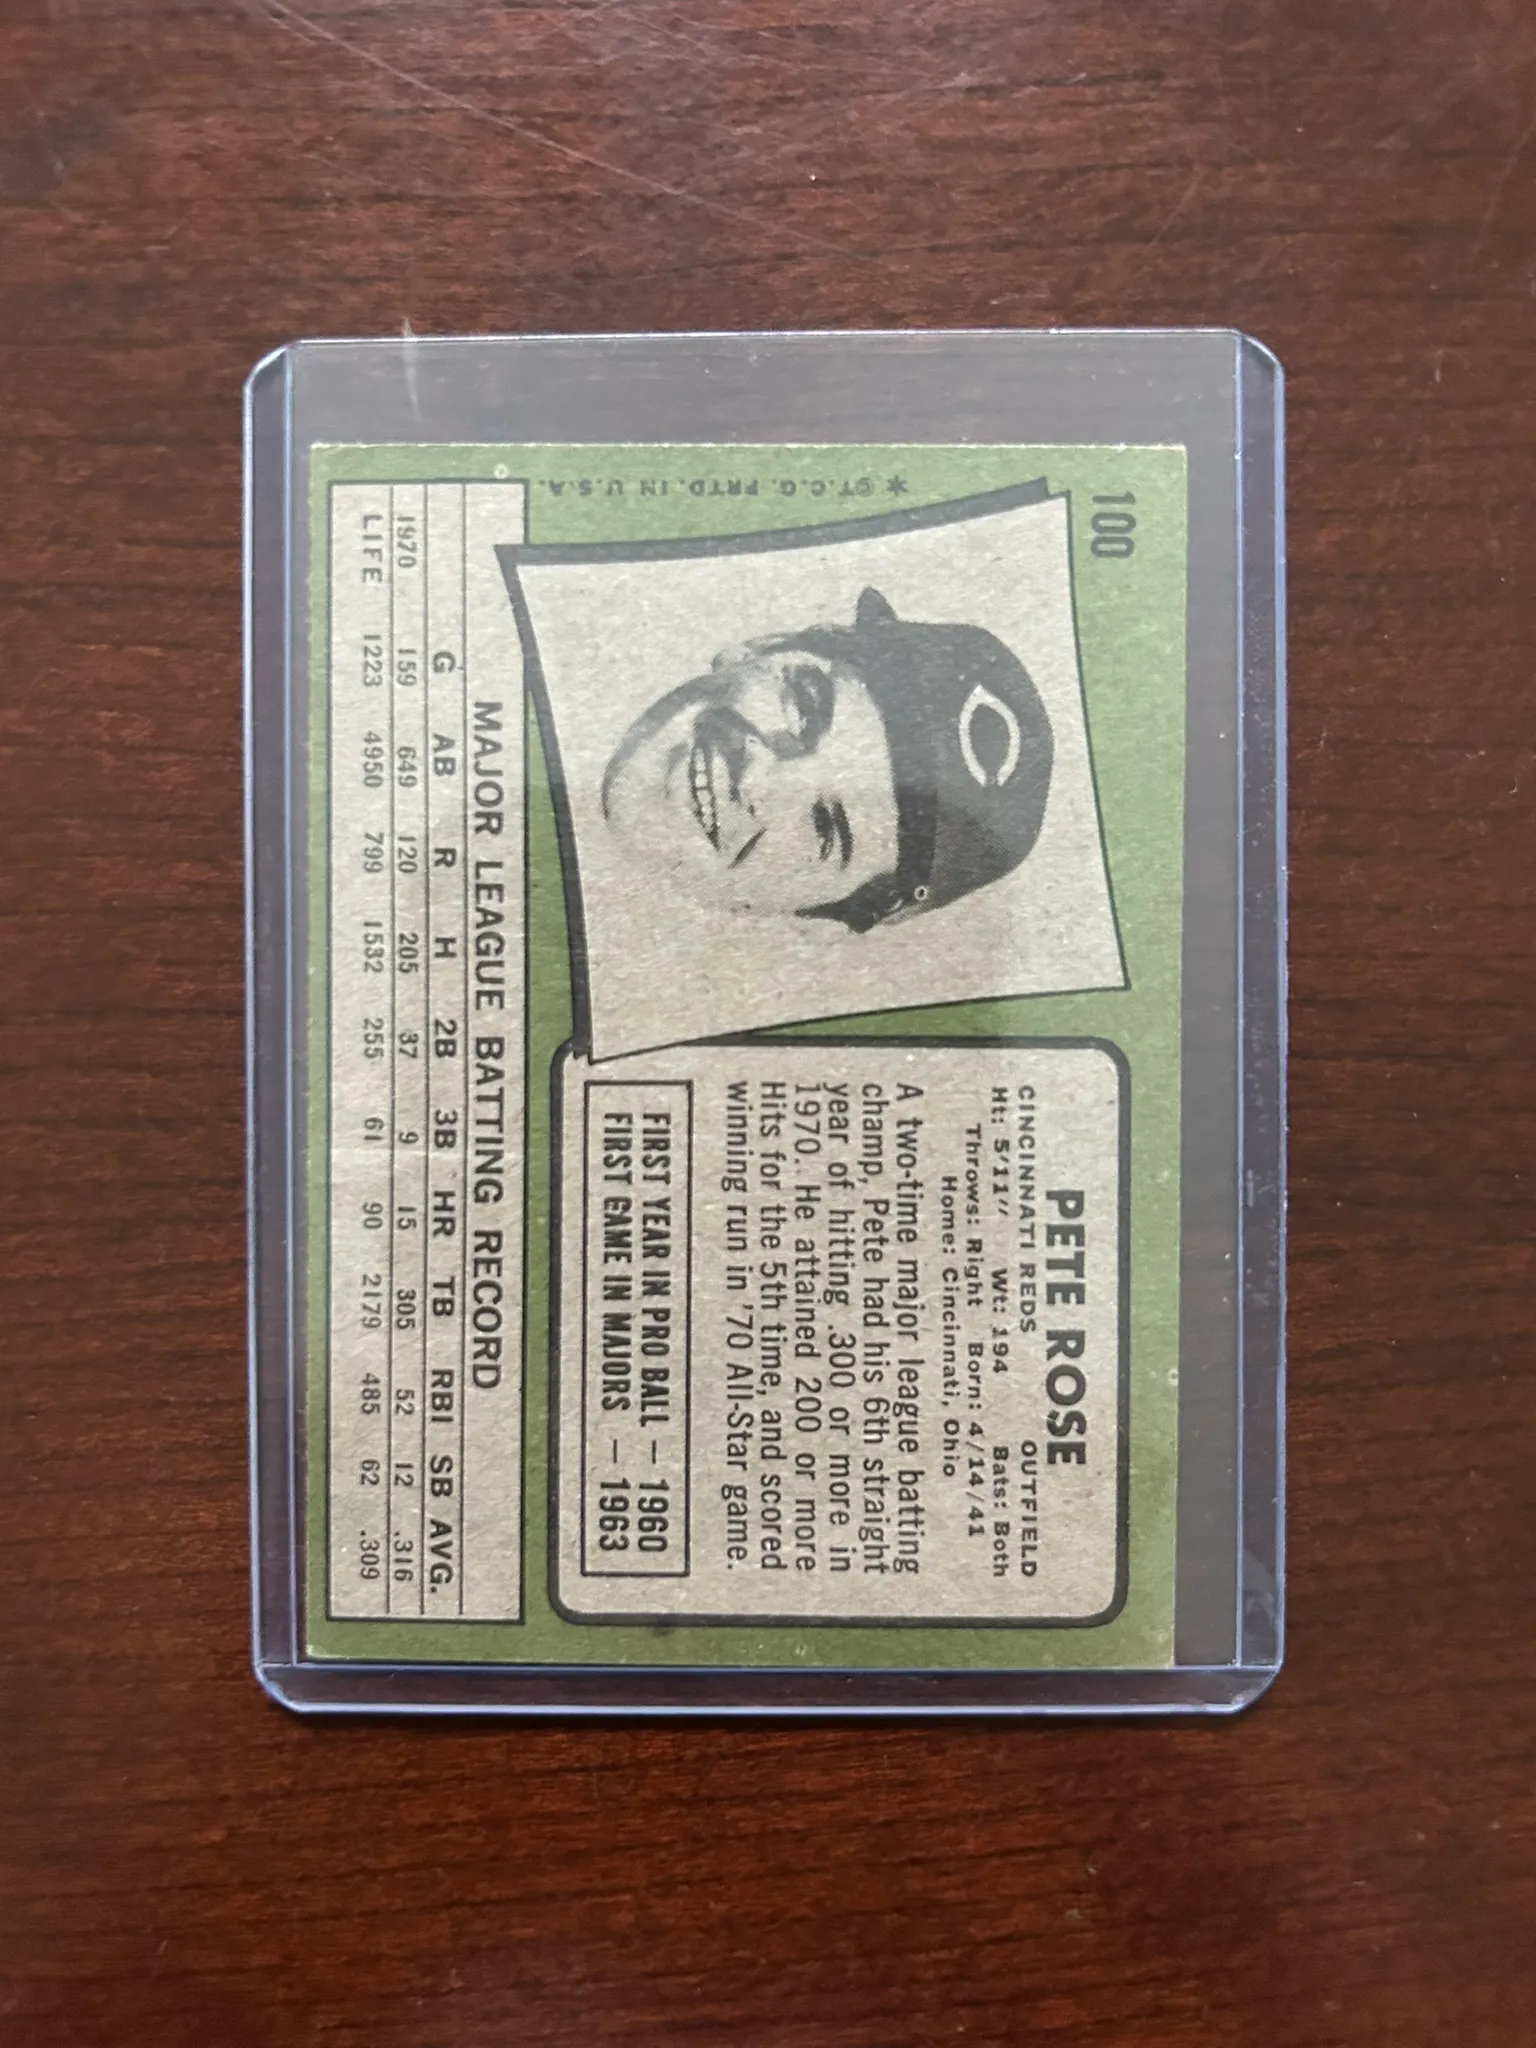 100
✶ ©T.C.G. PRTD. IN U.S.A.
C
PETE ROSE
CINCINNATI REDS OUTFIELD
Ht: 5'11" Wt: 194 Bats: Both
Throws: Right Born: 4/14/41
Home: Cincinnati, Ohio
A two-time major league batting
champ, Pete had his 6th straight
year of hitting .300 or more in
1970. He attained 200 or more
Hits for the 5th time, and scored
winning run in '70 All-Star game.
FIRST YEAR IN PRO BALL — 1960
FIRST GAME IN MAJORS — 1963
MAJOR LEAGUE BATTING RECORD
G AB R H 2B 3B HR TB RBI SB AVG.
1970 159 649 120 205 37 9 15 305 52 12 .316
LIFE 1223 4950 799 1532 255 61 90 2179 485 62 .309